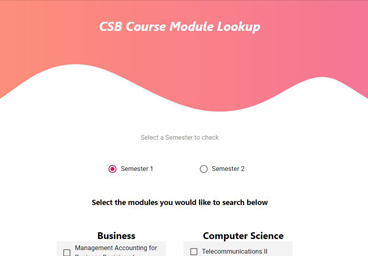 CSB Course Module Lookup
Select a Semester to check
Semester 1 Semester 2
Select the modules you would like to search below
Business Computer Science
Management Accounting for Telecommunications II